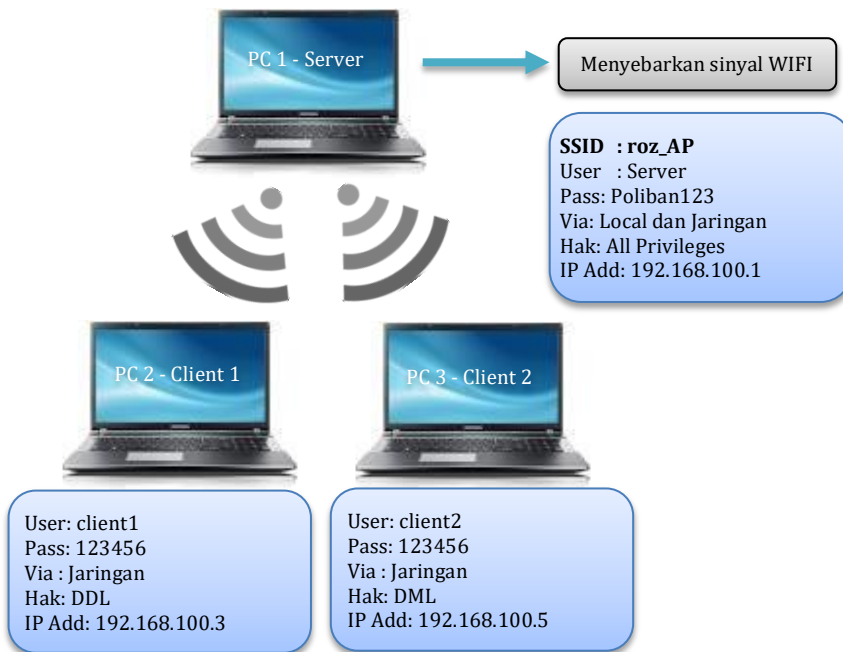 PC 1 - Server
Menyebarkan sinyal WIFI
SSID : roz_AP
User : Server
Pass: Poliban123
Via: Local dan Jaringan
Hak: All Privileges
IP Add: 192.168.100.1
PC 2 - Client 1
PC 3 - Client 2
User: client1
Pass: 123456
Via : Jaringan
Hak: DDL
IP Add: 192.168.100.3
User: client2
Pass: 123456
Via : Jaringan
Hak: DML
IP Add: 192.168.100.5